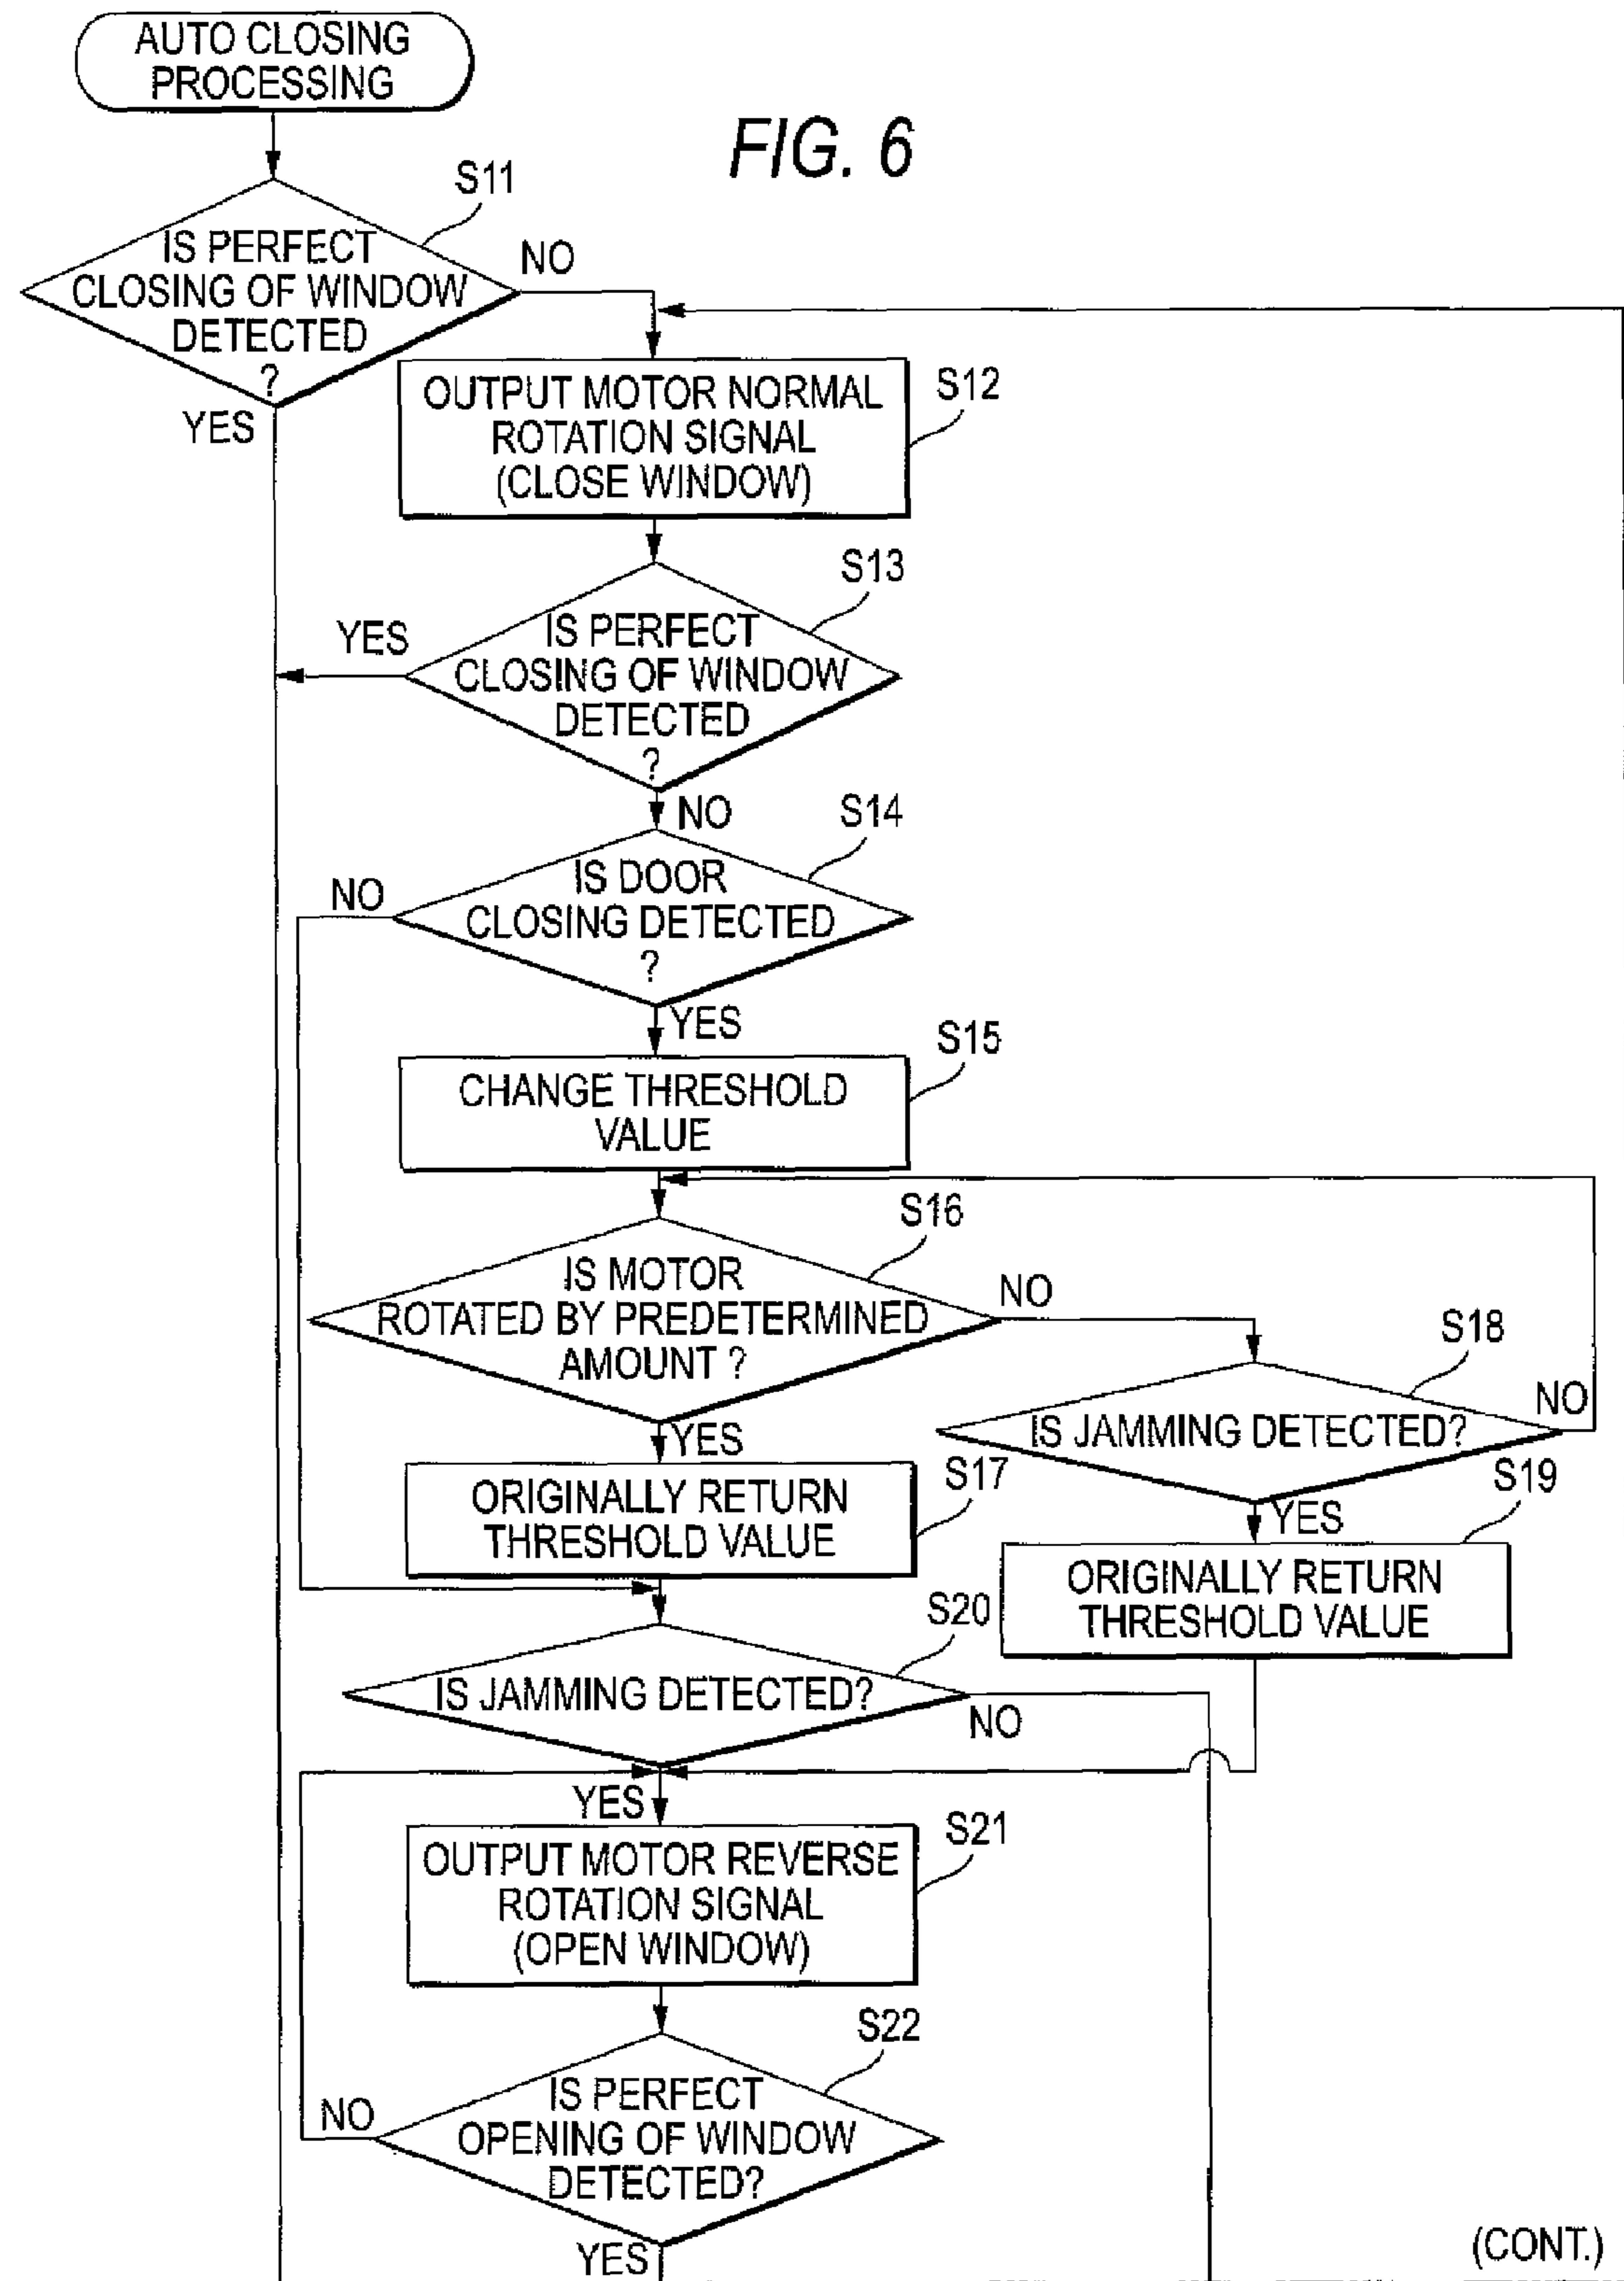 AUTO CLOSING
PROCESSING
FIG. 6
S11
IS PERFECT
CLOSING OF WINDOW
DETECTED
?
NO
YES
S12
OUTPUT MOTOR NORMAL
ROTATION SIGNAL
(CLOSE WINDOW)
S13
IS PERFECT
CLOSING OF WINDOW
DETECTED
?
YES
NO
S14
IS DOOR
CLOSING DETECTED
?
NO
YES
S15
CHANGE THRESHOLD
VALUE
S16
IS MOTOR
ROTATED BY PREDETERMINED
AMOUNT ?
NO
YES
S18
IS JAMMING DETECTED?
NO
YES
S17
ORIGINALLY RETURN
THRESHOLD VALUE
S19
ORIGINALLY RETURN
THRESHOLD VALUE
S20
IS JAMMING DETECTED?
NO
YES
S21
OUTPUT MOTOR REVERSE
ROTATION SIGNAL
(OPEN WINDOW)
S22
IS PERFECT
OPENING OF WINDOW
DETECTED?
NO
YES
(CONT.)